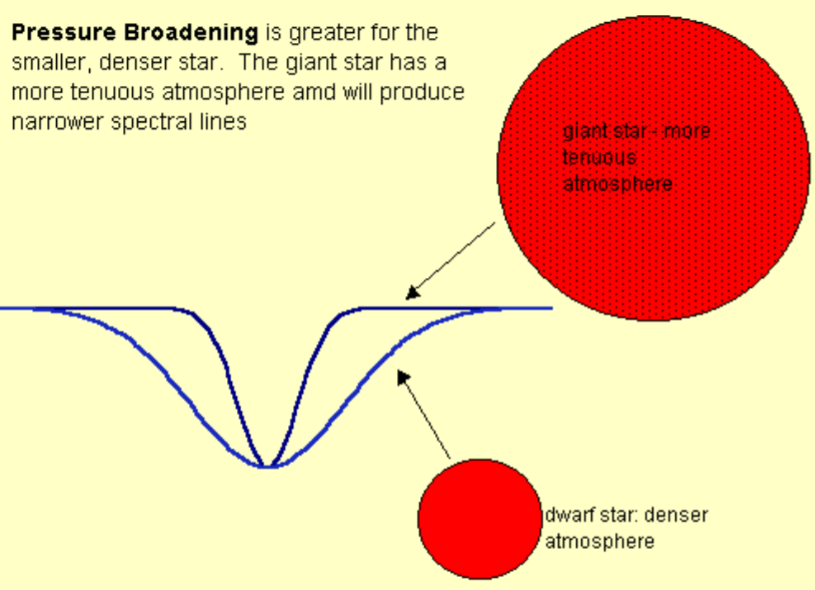 Pressure Broadening is greater for the
smaller, denser star. The giant star has a
more tenuous atmosphere amd will produce
narrower spectral lines
giant star - more
tenuous
atmosphere
dwarf star: denser
atmosphere